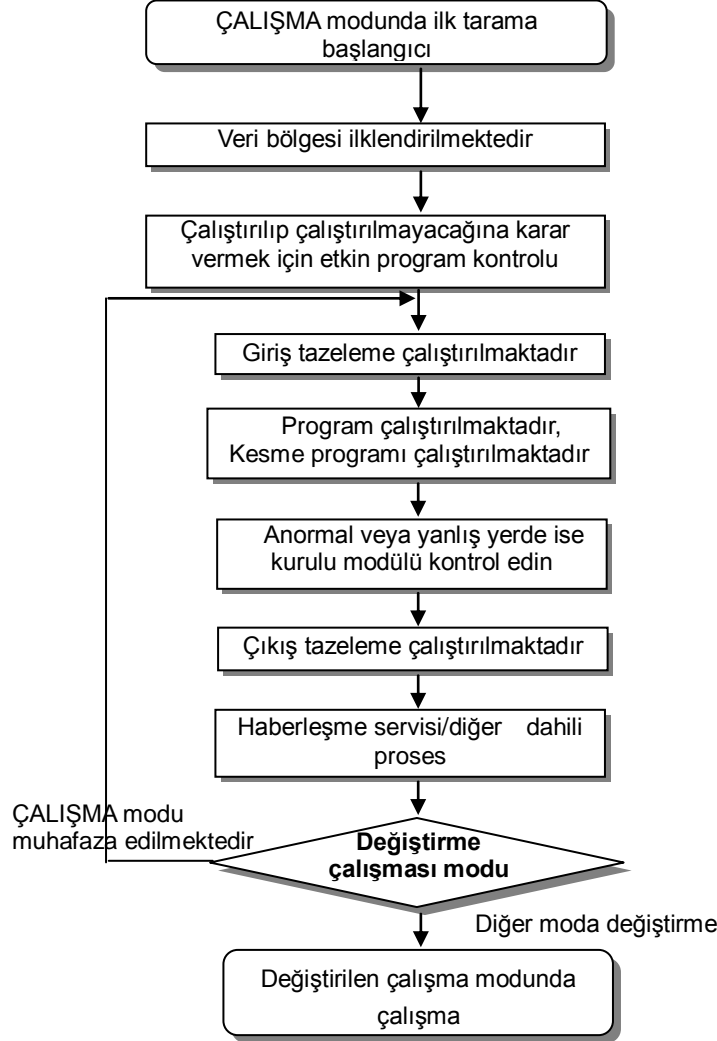 ÇALIŞMA modunda ilk tarama
başlangıcı
Veri bölgesi ilklendirilmektedir
Çalıştırılıp çalıştırılmayacağına karar
vermek için etkin program kontrolu
Giriş tazeleme çalıştırılmaktadır
Program çalıştırılmaktadır,
Kesme programı çalıştırılmaktadır
Anormal veya yanlış yerde ise
kurulu modülü kontrol edin
Çıkış tazeleme çalıştırılmaktadır
Haberleşme servisi/diğer dahili
proses
ÇALIŞMA modu
muhafaza edilmektedir
Değiştirme
çalışması modu
Diğer moda değiştirme
Değiştirilen çalışma modunda
çalışma